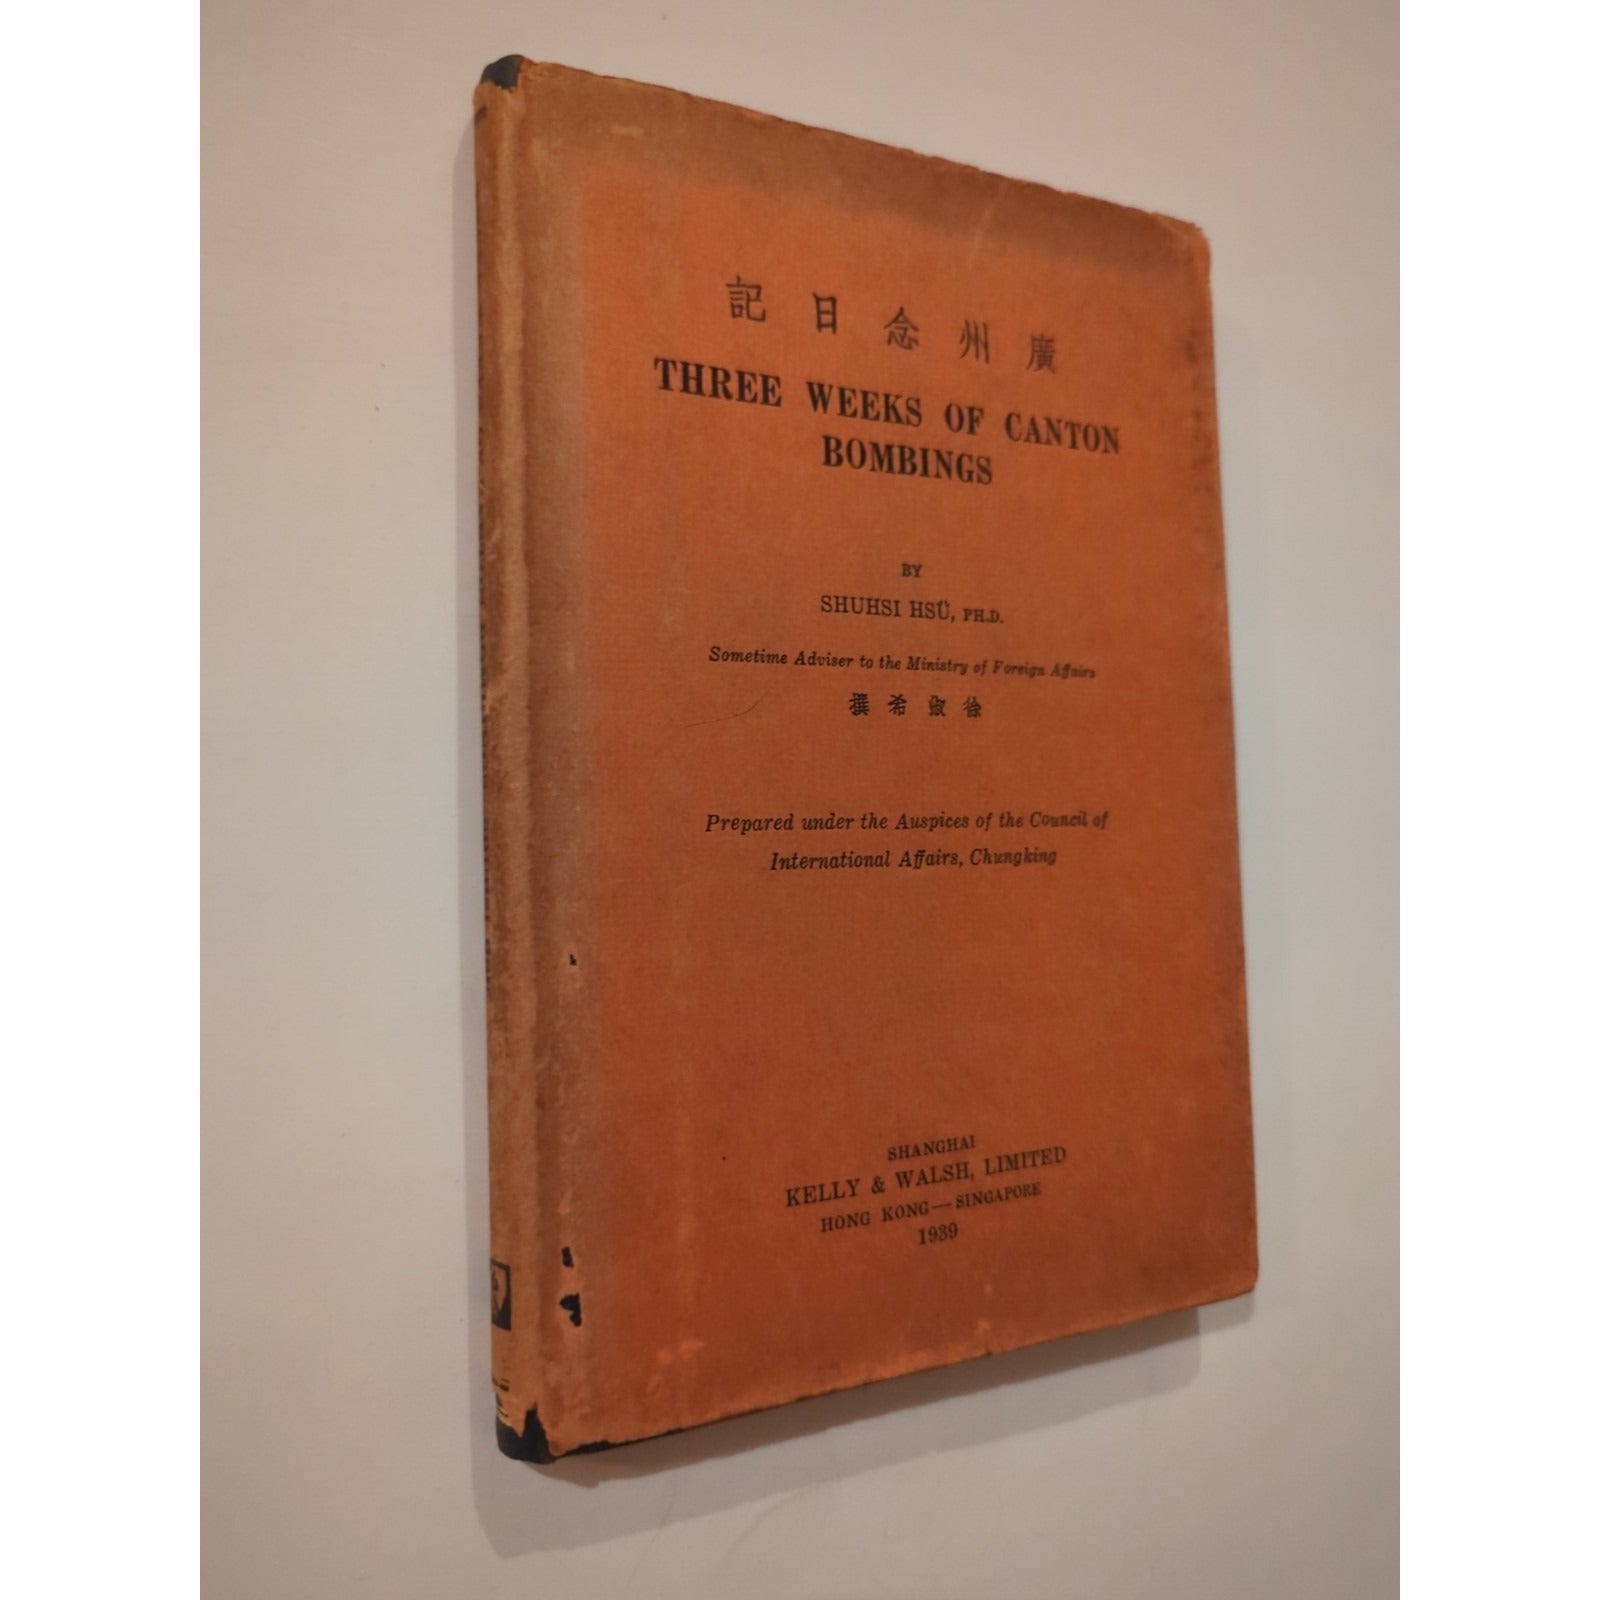 廣州念日記
THREE WEEKS OF CANTON
BOMBINGS
BY
SHUHSI HSÜ, PH.D.
Sometime Adviser to the Ministry of Foreign Affairs
徐淑希撰
Prepared under the Auspices of the Council of
International Affairs, Chungking
SHANGHAI
KELLY & WALSH, LIMITED
HONG KONG — SINGAPORE
1939